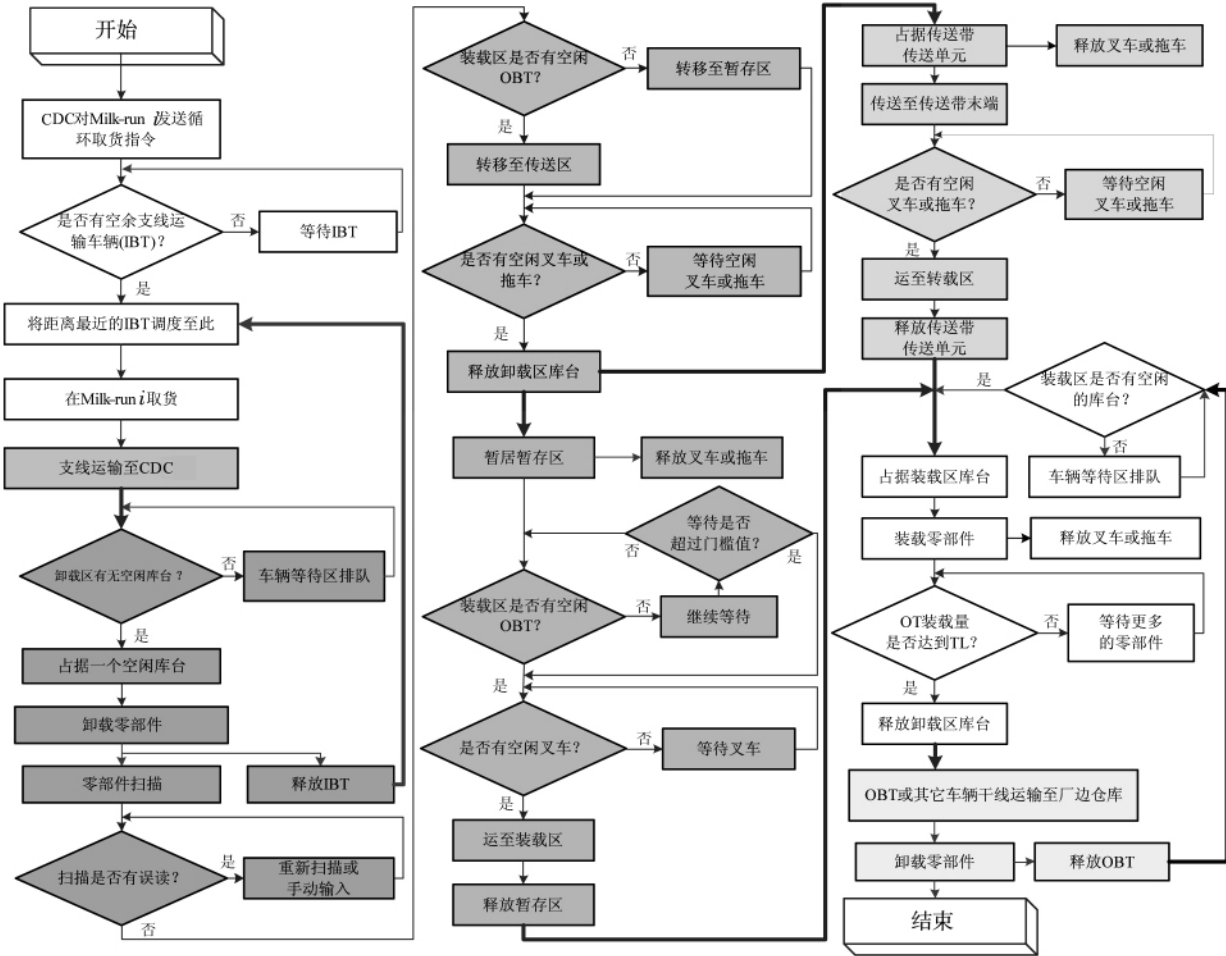 开始
CDC对Milk-run i发送循
环取货指令
是否有空余支线运
输车辆(IBT)？
否
等待IBT
是
将距离最近的IBT调度至此
在Milk-run i取货
支线运输至CDC
卸载区有无空闲库台？
否
车辆等待区排队
是
占据一个空闲库台
卸载零部件
零部件扫描
释放IBT
扫描是否有误读？
是
重新扫描或
手动输入
否
装载区是否有空闲
OBT？
否
转移至暂存区
是
转移至传送区
是否有空闲叉车或
拖车？
否
等待空闲
叉车或拖车
是
释放卸载区库台
暂居暂存区
释放叉车或拖车
等待是否
超过门槛值？
否
是
装载区是否有空闲
OBT？
否
继续等待
是
是否有空闲叉车？
否
等待叉车
是
运至装载区
释放暂存区
占据传送带
传送单元
释放叉车或拖车
传送至传送带末端
是否有空闲
叉车或拖车？
否
等待空闲
叉车或拖车
是
运至转载区
释放传送带
传送单元
是
装载区是否有空闲
的库台？
否
占据装载区库台
车辆等待区排队
装载零部件
释放叉车或拖车
OT装载量
是否达到TL？
否
等待更多
的零部件
是
释放卸载区库台
OBT或其它车辆干线运输至厂边仓库
卸载零部件
释放OBT
结束